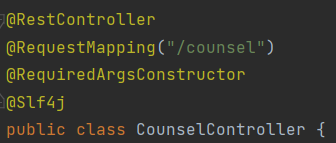 @RestController
@RequestMapping("/counsel")
@RequiredArgsConstructor
@Slf4j
public class CounselController {